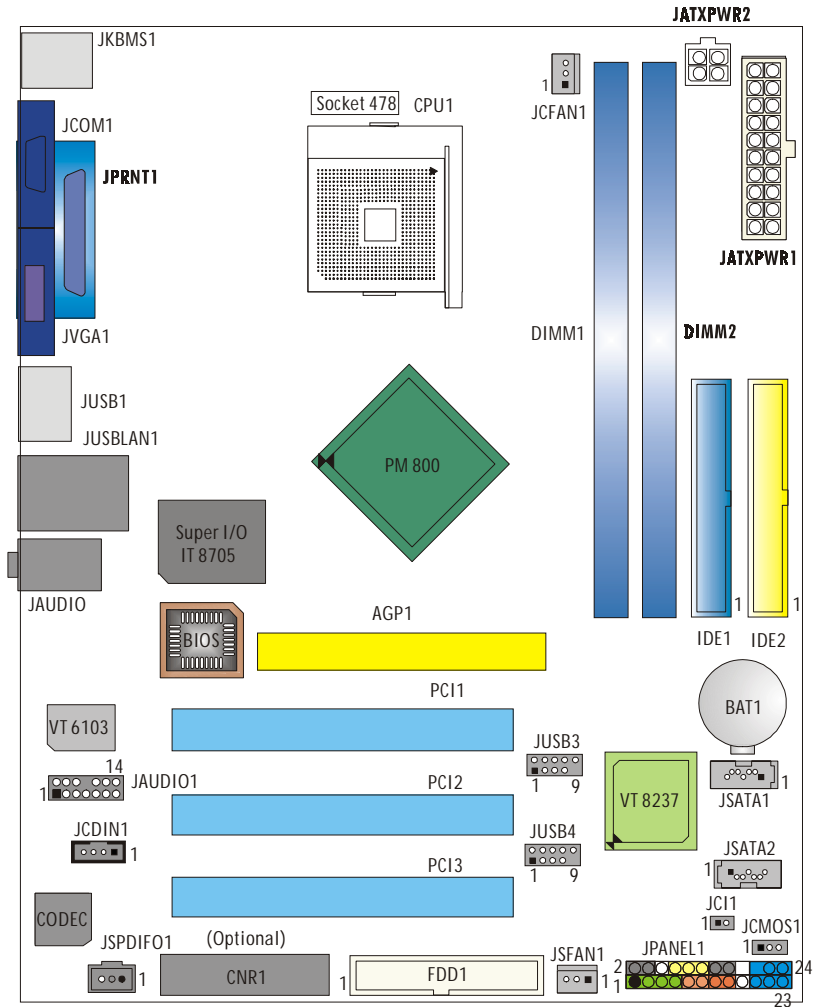 JATXPWR2
JKBMS1
1
JCFAN1
Socket 478
CPU1
JCOM1
JPRNT1
JATXPWR1
JVGA1
DIMM1
DIMM2
JUSB1
JUSBLAN1
PM 800
Super I/O
IT 8705
JAUDIO
1
1
IDE1
IDE2
BIOS
AGP1
PCI1
BAT1
VT 6103
JUSB3
1
9
14
JAUDIO1
1
PCI2
VT 8237
1
JSATA1
JCDIN1
1
JUSB4
1
9
JSATA2
1
PCI3
CODEC
JCI1
1
JCMOS1
1
JSPDIFO1
1
(Optional)
CNR1
1
FDD1
JSFAN1
1
JPANEL1
2
24
1
23